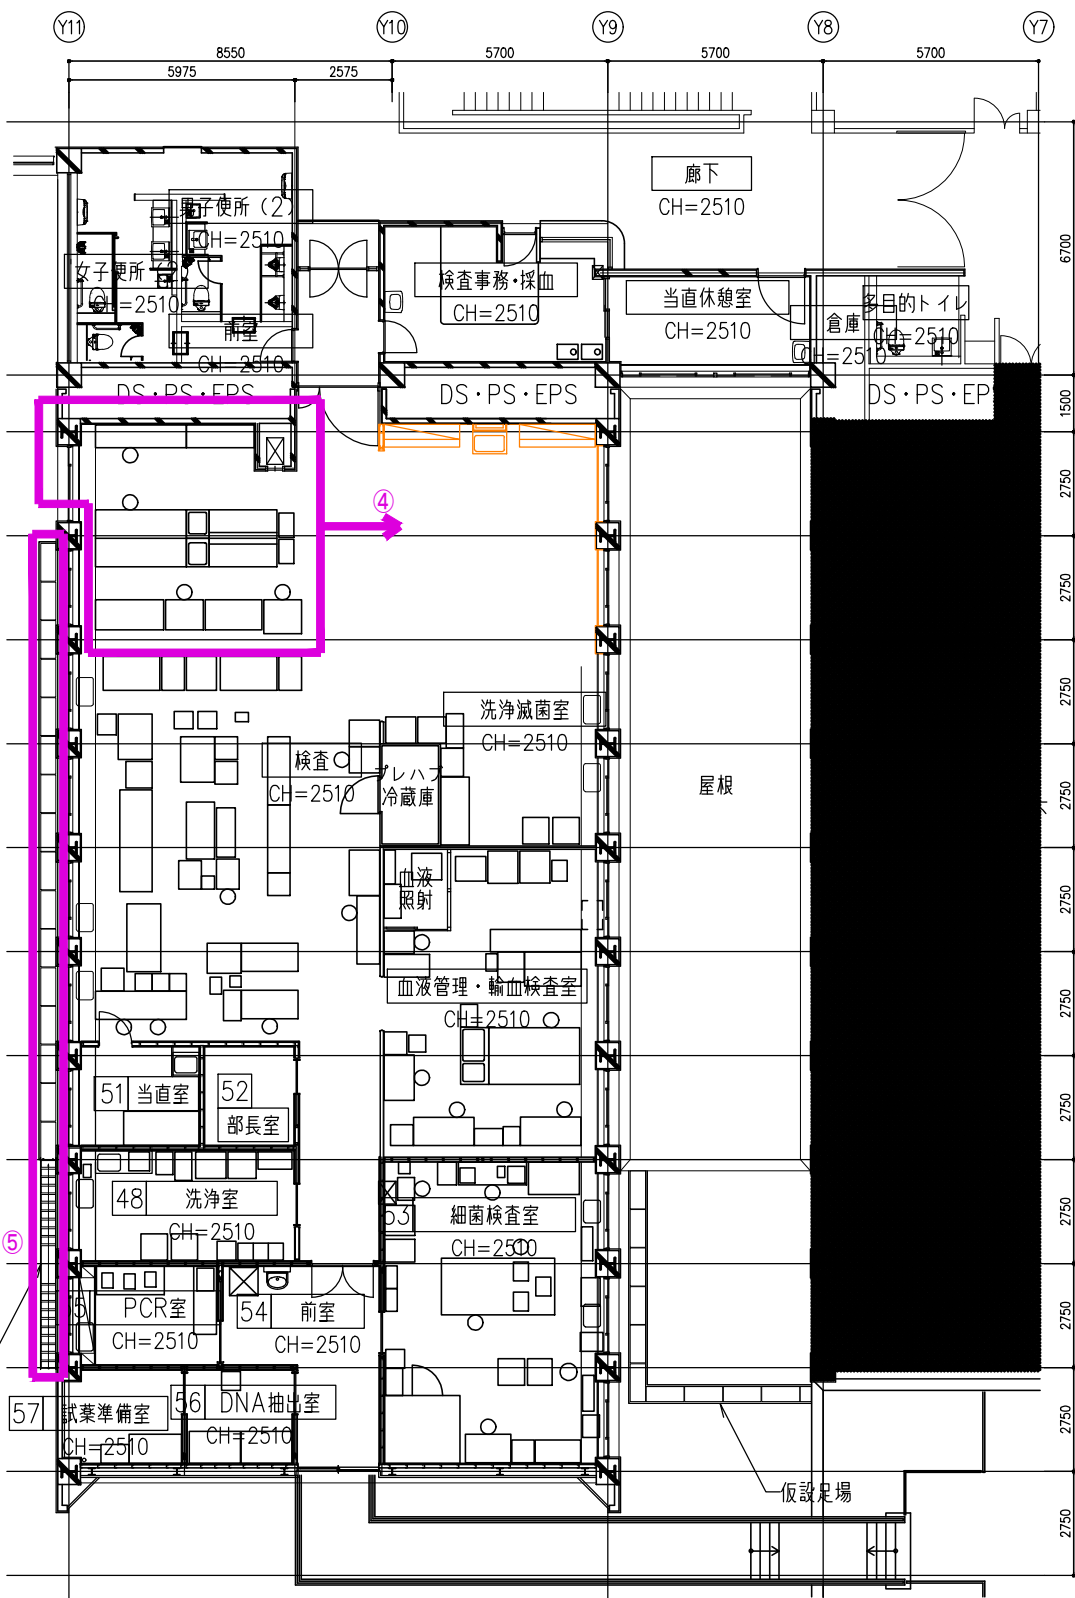 Y11
Y10
Y9
Y8
Y7
8550
5700
5700
5700
5975
2575
廊下
CH=2510
6700
男子便所(2)
CH=2510
女子便所(2)
CH=2510
前室
CH=2510
検査事務・採血
CH=2510
当直休憩室
CH=2510
倉庫
CH=2510
多目的トイレ
CH=2510
DS・PS・EPS
DS・PS・EPS
DS・PS・EPS
1500
④
2750
2750
2750
洗浄滅菌室
CH=2510
検査
CH=2510
プレハブ
冷蔵庫
屋根
2750
血液
照射
2750
血液管理・輸血検査室
CH=2510
2750
51
当直室
52
部長室
2750
48
洗浄室
CH=2510
53
細菌検査室
CH=2510
2750
⑤
PCR室
CH=2510
54
前室
CH=2510
2750
57
試薬準備室
CH=2510
56
DNA抽出室
CH=2510
2750
仮設足場
2750